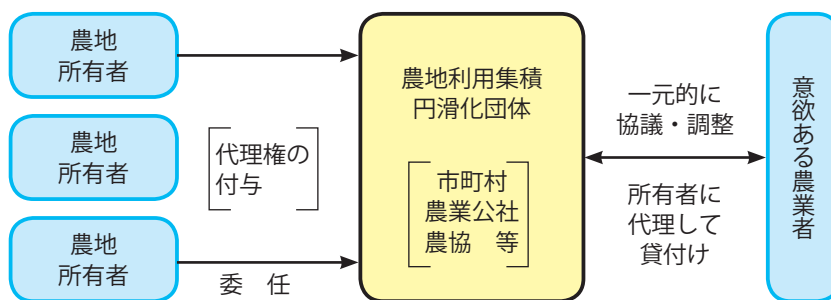 農地
所有者
農地
所有者
農地
所有者
代理権の
付与
委　任
農地利用集積
円滑化団体
市町村
農業公社
農協　等
一元的に
協議・調整
所有者に
代理して
貸付け
意欲ある農業者